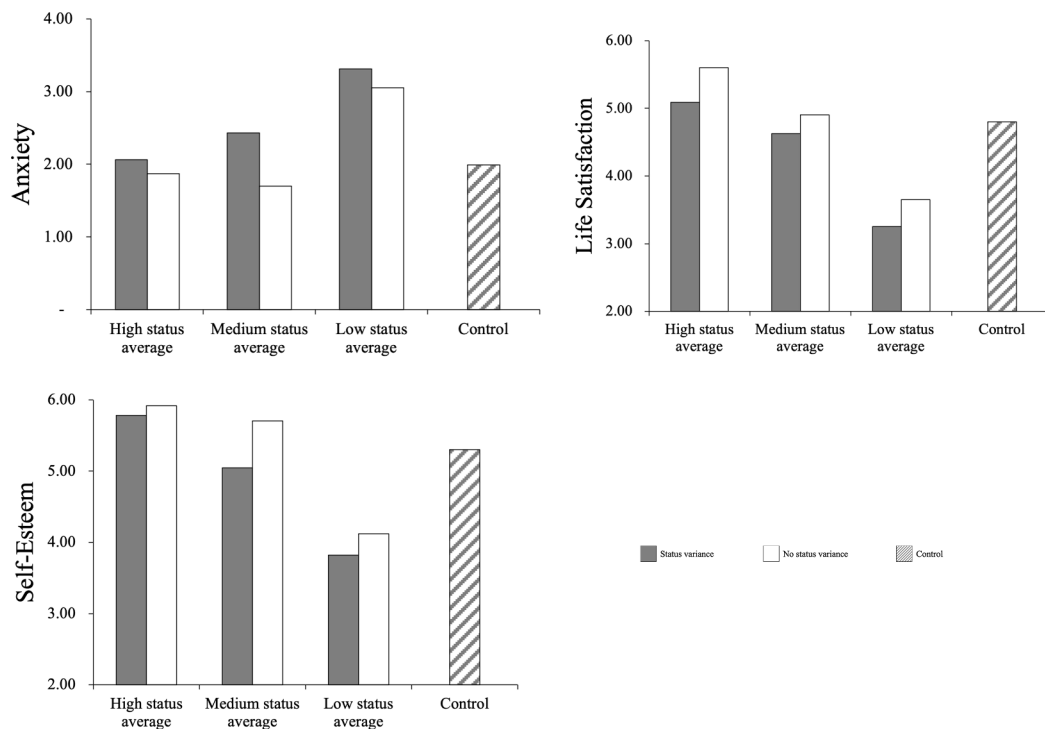 4.00
3.00
2.00
1.00
-
Anxiety
High status average
Medium status average
Low status average
Control
6.00
5.00
4.00
3.00
2.00
Life Satisfaction
High status average
Medium status average
Low status average
Control
6.00
5.00
4.00
3.00
2.00
Self-Esteem
High status average
Medium status average
Low status average
Control
Status variance
No status variance
Control